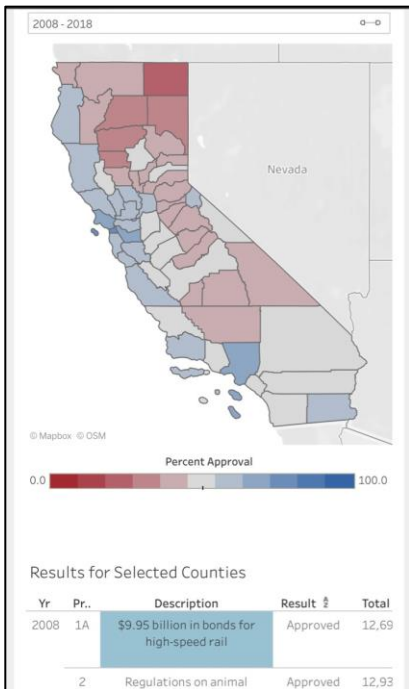 2008 - 2018
Nevada
© Mapbox © OSM
Percent Approval
0.0 100.0
Results for Selected Counties
Yr Pr.. Description Result Total
2008 1A $9.95 billion in bonds for Approved 12,69
high-speed rail
2 Regulations on animal Approved 12,93